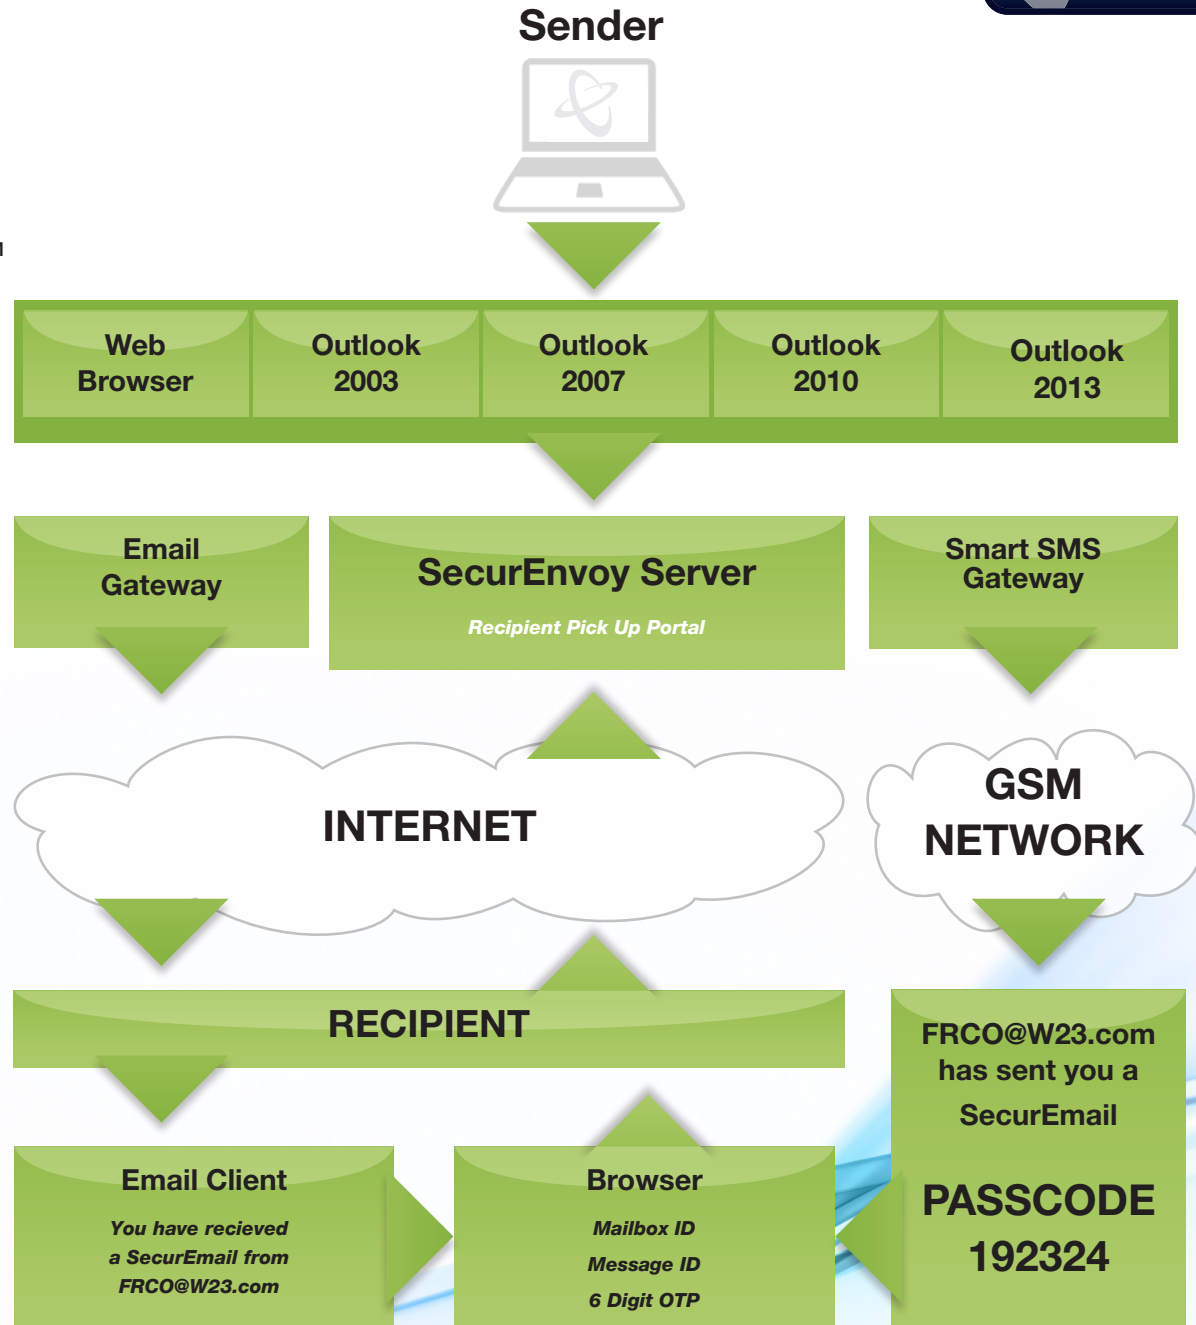 Sender
Web
Browser
Outlook
2003
Outlook
2007
Outlook
2010
Outlook
2013
Email
Gateway
SecurEnvoy Server
Recipient Pick Up Portal
Smart SMS
Gateway
INTERNET
GSM
NETWORK
RECIPIENT
FRCO@W23.com
has sent you a
SecurEmail
PASSCODE
192324
Email Client
You have recieved
a SecurEmail from
FRCO@W23.com
Browser
Mailbox ID
Message ID
6 Digit OTP